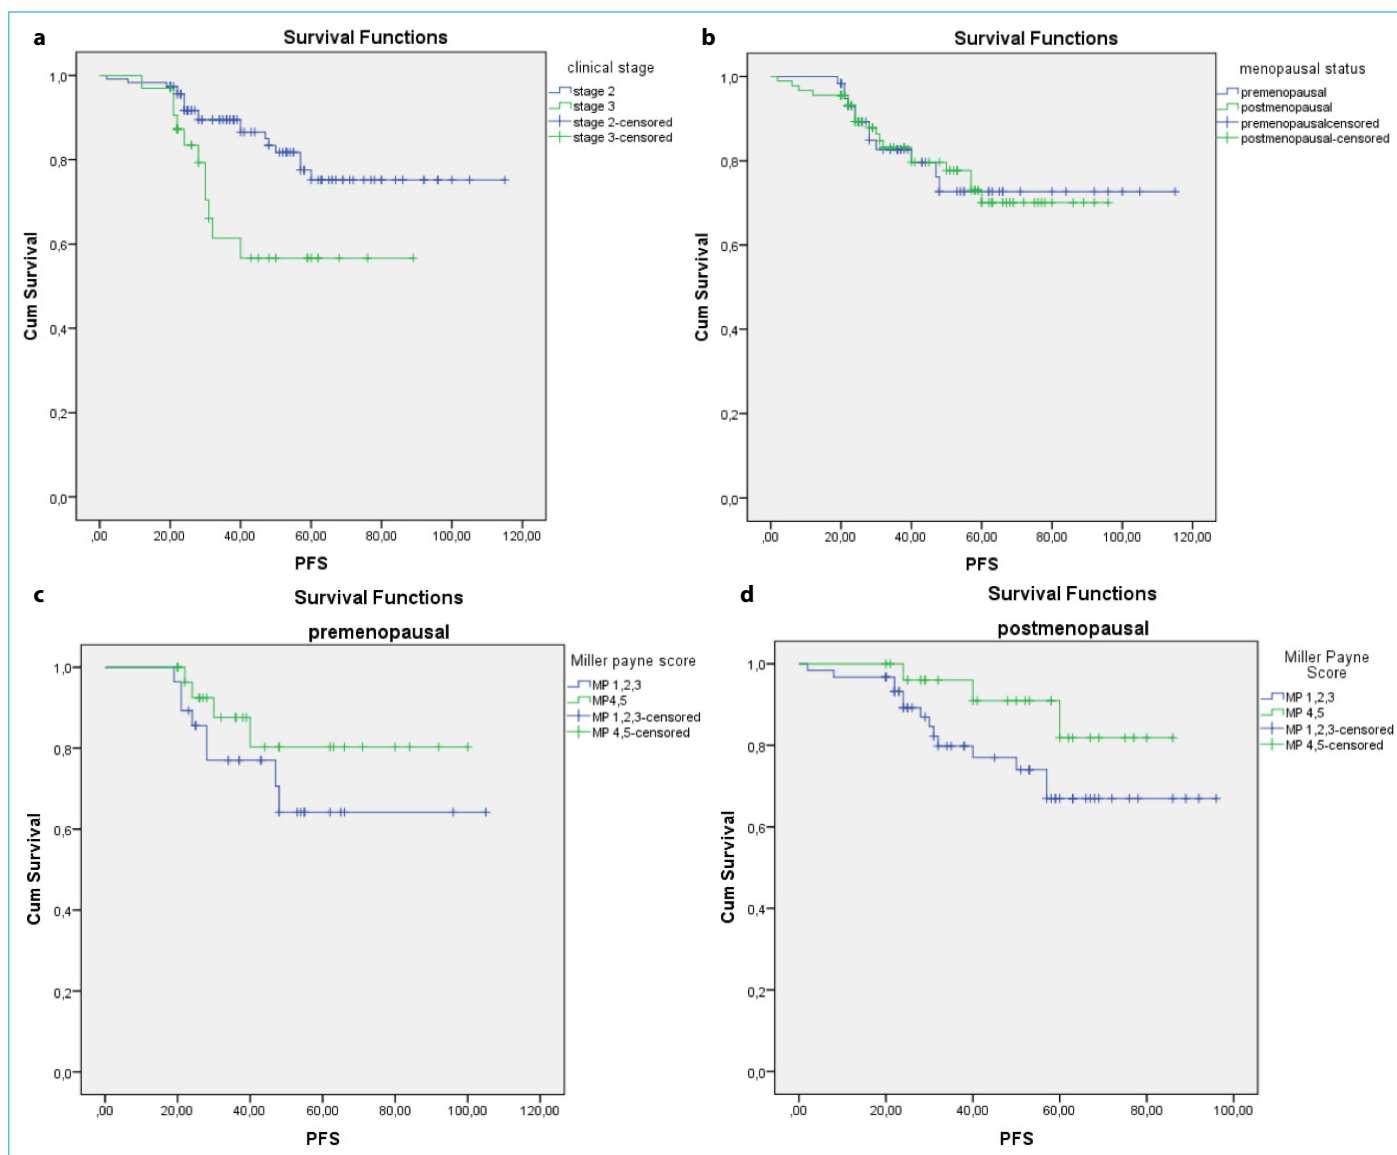 a
Survival Functions
clinical stage
stage 2
stage 3
stage 2-censored
stage 3-censored
Cum Survival
1,0
0,8
0,6
0,4
0,2
0,0
,00 20,00 40,00 60,00 80,00 100,00 120,00
PFS
b
Survival Functions
menopausal status
premenopausal
postmenopausal
premenopausalcensored
postmenopausal-censored
Cum Survival
1,0
0,8
0,6
0,4
0,2
0,0
,00 20,00 40,00 60,00 80,00 100,00 120,00
PFS
c
Survival Functions
premenopausal
Miller payne score
MP 1,2,3
MP4,5
MP 1,2,3-censored
MP 4,5-censored
Cum Survival
1,0
0,8
0,6
0,4
0,2
0,0
,00 20,00 40,00 60,00 80,00 100,00 120,00
PFS
d
Survival Functions
postmenopausal
Miller Payne
Score
MP 1,2,3
MP 4,5
MP 1,2,3-censored
MP 4,5-censored
Cum Survival
1,0
0,8
0,6
0,4
0,2
0,0
,00 20,00 40,00 60,00 80,00 100,00
PFS